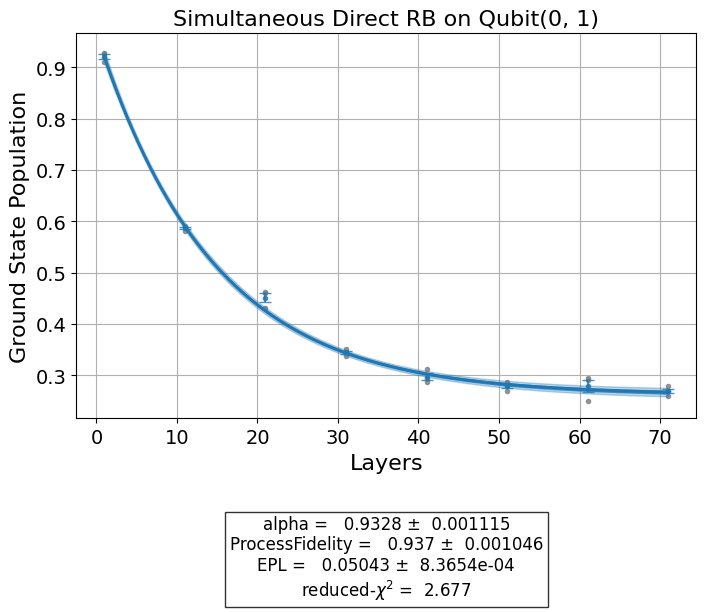 Simultaneous Direct RB on Qubit(0, 1)
Ground State Population
0.9
0.8
0.7
0.6
0.5
0.4
0.3
0 10 20 30 40 50 60 70
Layers
alpha = 0.9328 ± 0.001115
ProcessFidelity = 0.937 ± 0.001046
EPL = 0.05043 ± 8.3654e-04
reduced-χ² = 2.677